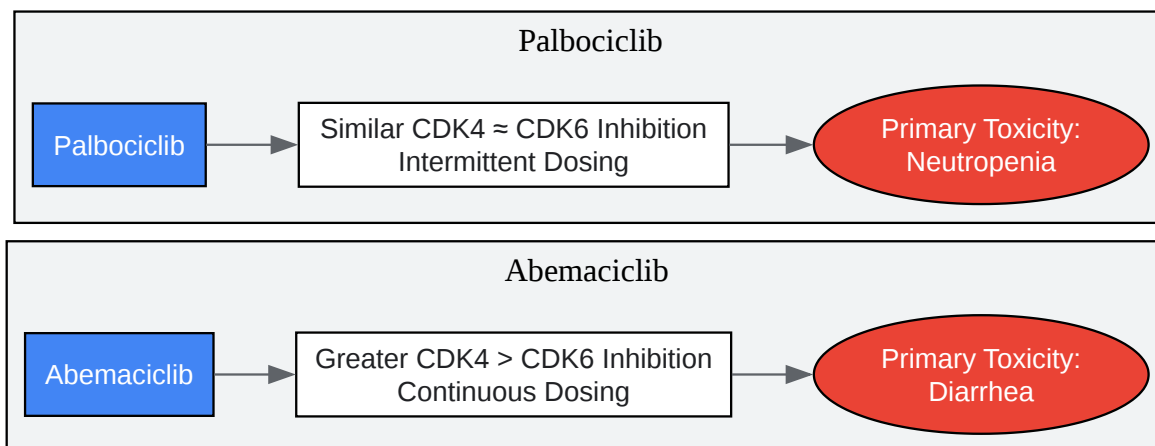 Palbociclib
Palbociclib
Similar CDK4 ≈ CDK6 Inhibition
Intermittent Dosing
Primary Toxicity:
Neutropenia
Abemaciclib
Abemaciclib
Greater CDK4 > CDK6 Inhibition
Continuous Dosing
Primary Toxicity:
Diarrhea